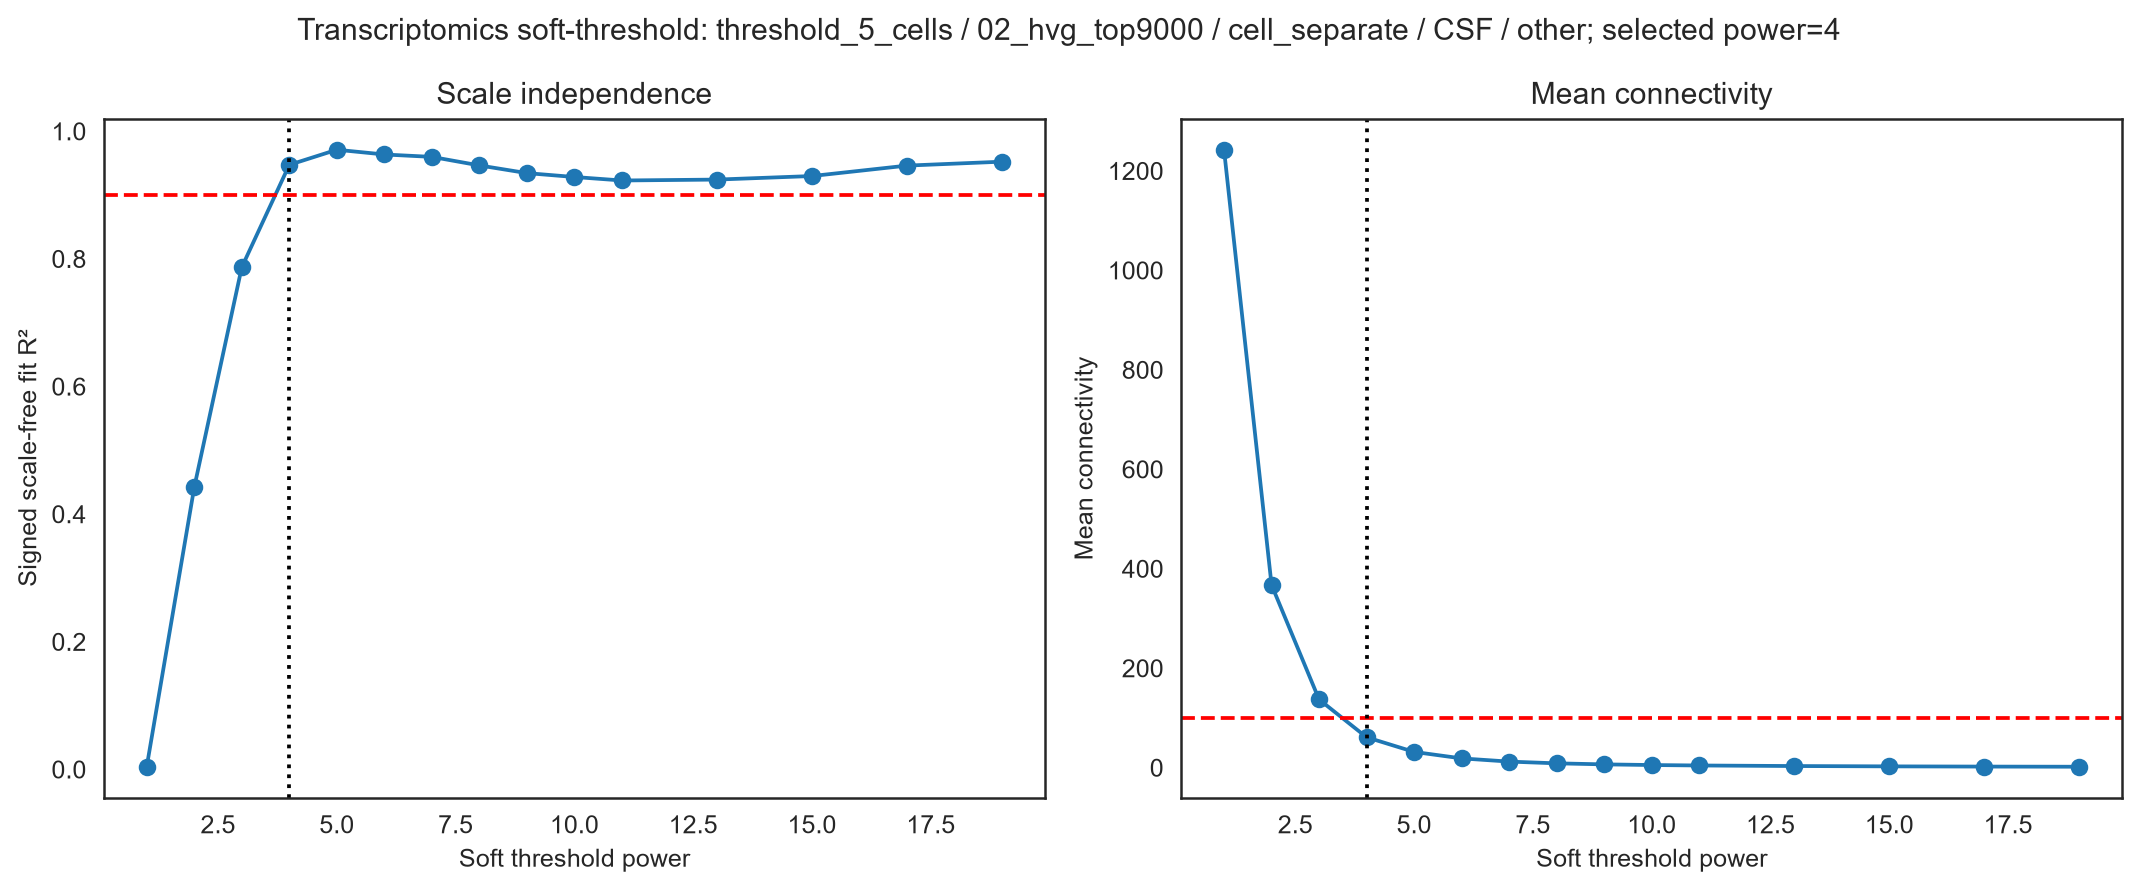 Transcriptomics soft-threshold: threshold_5_cells / 02_hvg_top9000 / cell_separate / CSF / other; selected power=4
Scale independence
Signed scale-free fit R²
1.0
0.8
0.6
0.4
0.2
0.0
2.5 5.0 7.5 10.0 12.5 15.0 17.5
Soft threshold power
Mean connectivity
Mean connectivity
1200
1000
800
600
400
200
0
2.5 5.0 7.5 10.0 12.5 15.0 17.5
Soft threshold power